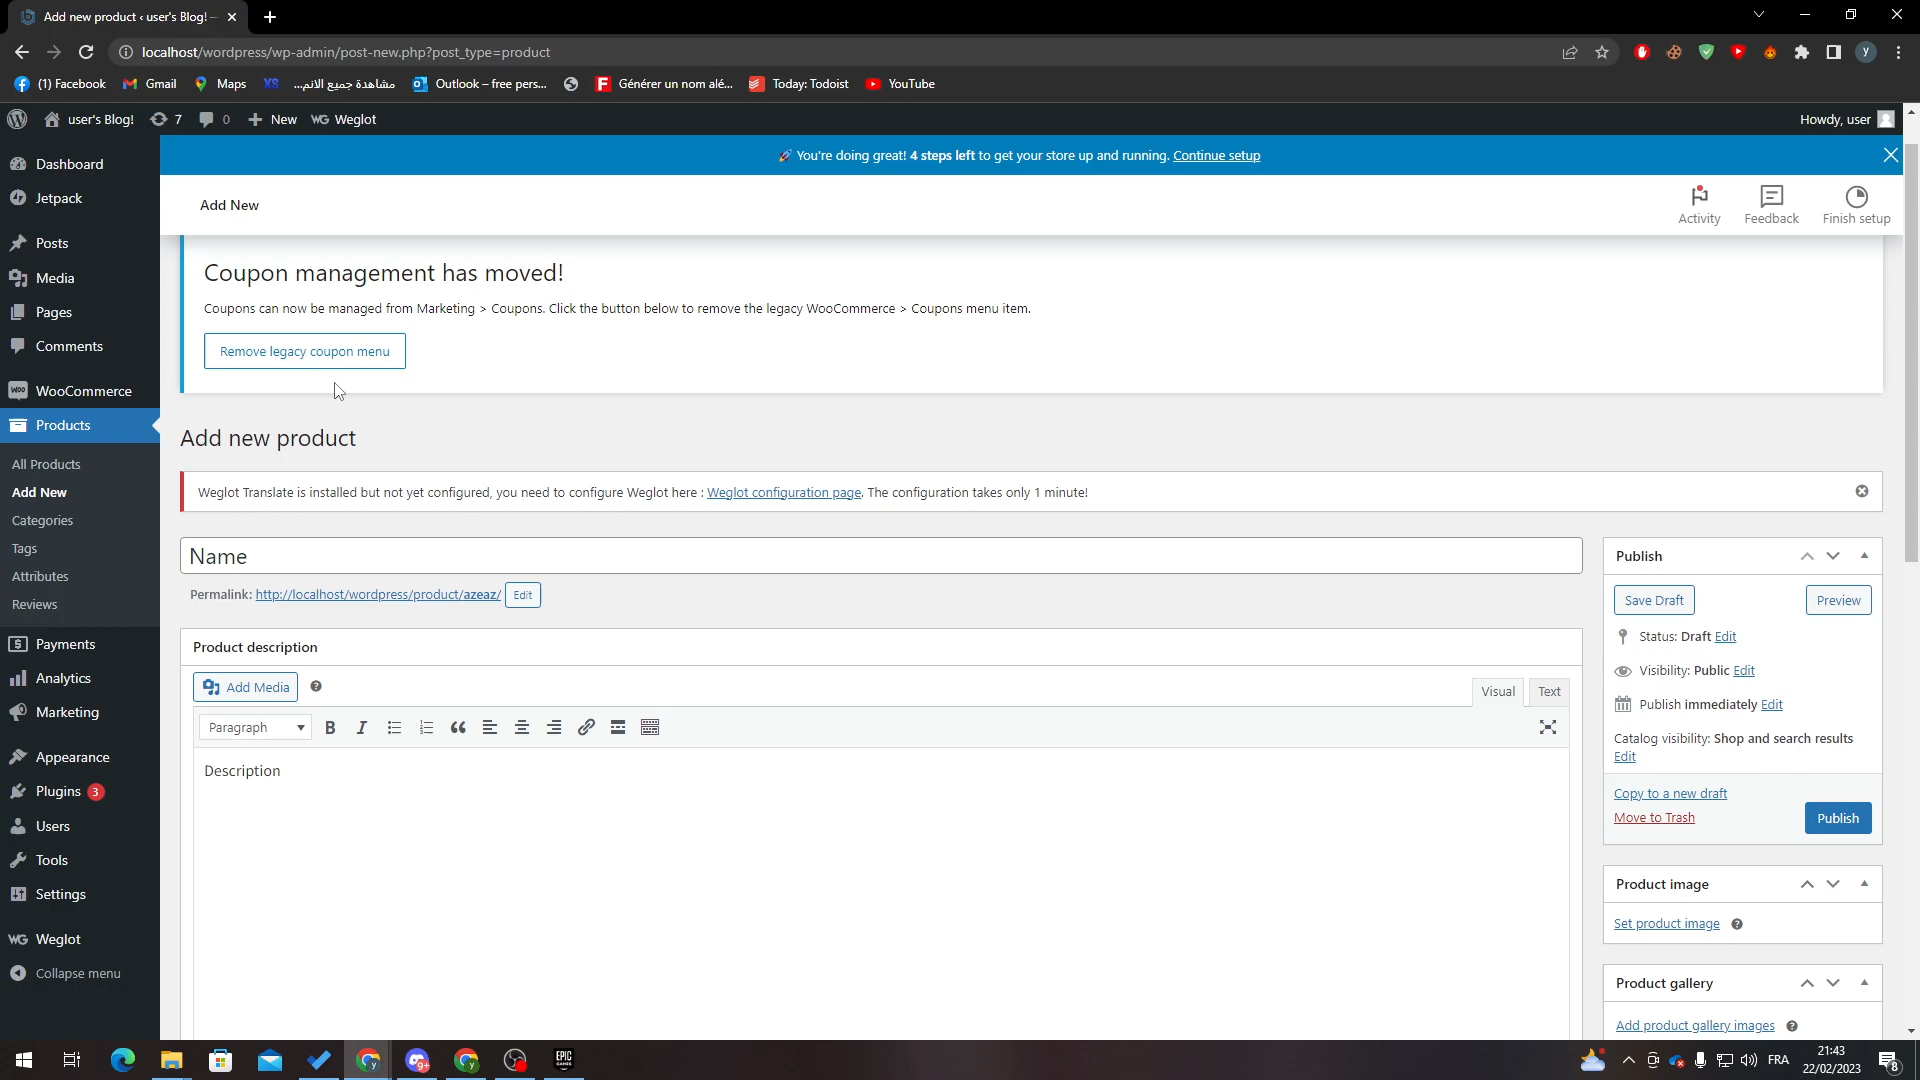 Add new product ‹ user's Blog! —
localhost/wordpress/wp-admin/post-new.php?post_type=product
y
(1) Facebook
Gmail
Maps
XS
مشاهدة جميع الانم...
Outlook – free pers...
Générer un nom alé...
Today: Todoist
YouTube
user's Blog!
7
0
New
WG Weglot
Howdy, user
🚀 You're doing great! 4 steps left to get your store up and running. Continue setup
Add New
Activity
Feedback
Finish setup
Dashboard
Jetpack
Posts
Media
Pages
Comments
WooCommerce
Products
All Products
Add New
Categories
Tags
Attributes
Reviews
Payments
Analytics
Marketing
Appearance
Plugins 3
Users
Tools
Settings
WG Weglot
Collapse menu
Coupon management has moved!
Coupons can now be managed from Marketing > Coupons. Click the button below to remove the legacy WooCommerce > Coupons menu item.
Remove legacy coupon menu
Add new product
Weglot Translate is installed but not yet configured, you need to configure Weglot here : Weglot configuration page. The configuration takes only 1 minute!
Name
Permalink: http://localhost/wordpress/product/azeaz/ Edit
Product description
Add Media
Visual
Text
Paragraph
B
I
Description
Publish
Save Draft
Preview
Status: Draft Edit
Visibility: Public Edit
Publish immediately Edit
Catalog visibility: Shop and search results
Edit
Copy to a new draft
Move to Trash
Publish
Product image
Set product image
Product gallery
Add product gallery images
9+
EPIC GAMES
FRA
21:43
22/02/2023
8